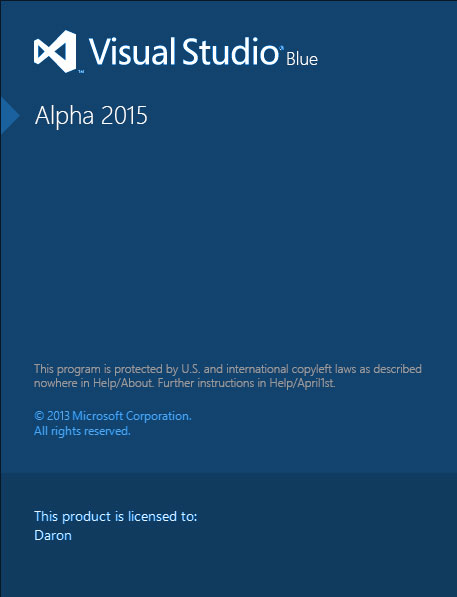 Visual Studio® Blue
™
Alpha 2015
This program is protected by U.S. and international copyleft laws as described
nowhere in Help/About. Further instructions in Help/April1st.
© 2013 Microsoft Corporation.
All rights reserved.
This product is licensed to:
Daron